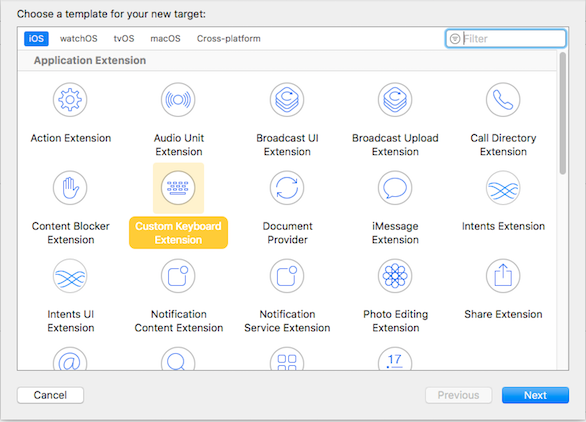 Choose a template for your new target:
iOS watchOS tvOS macOS Cross-platform Filter
Application Extension
Action Extension
Audio Unit
Extension
Broadcast UI
Extension
Broadcast Upload
Extension
Call Directory
Extension
Content Blocker
Extension
Custom Keyboard
Extension
Document
Provider
iMessage
Extension
Intents Extension
Intents UI
Extension
Notification
Content Extension
Notification
Service Extension
Photo Editing
Extension
Share Extension
@
17
Cancel Previous Next